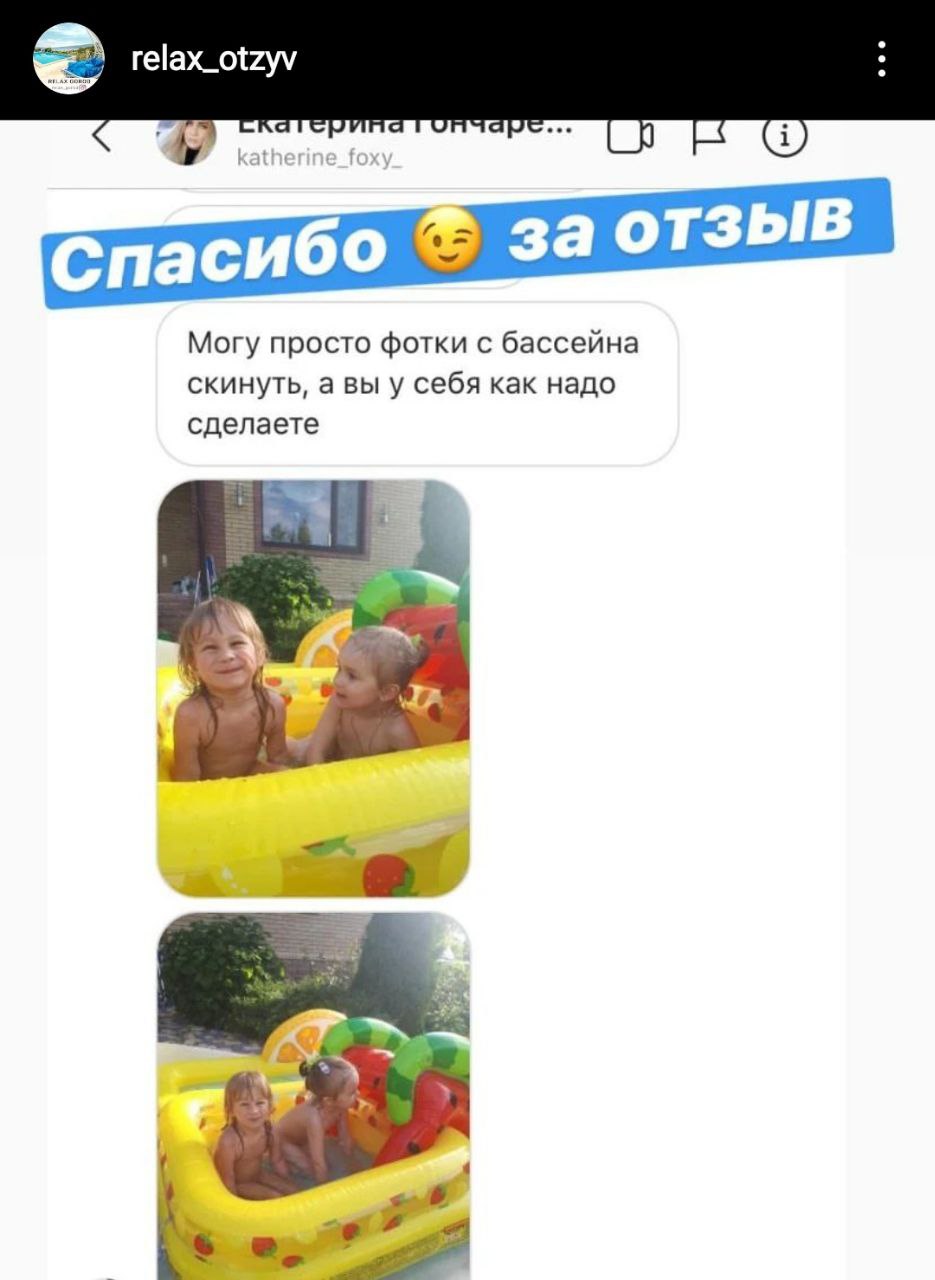 relax_otzyv
Екатерина Гончаре...
katherine_foxy_
Спасибо 😉 за отзыв
Могу просто фотки с бассейна
скинуть, а вы у себя как надо
сделаете